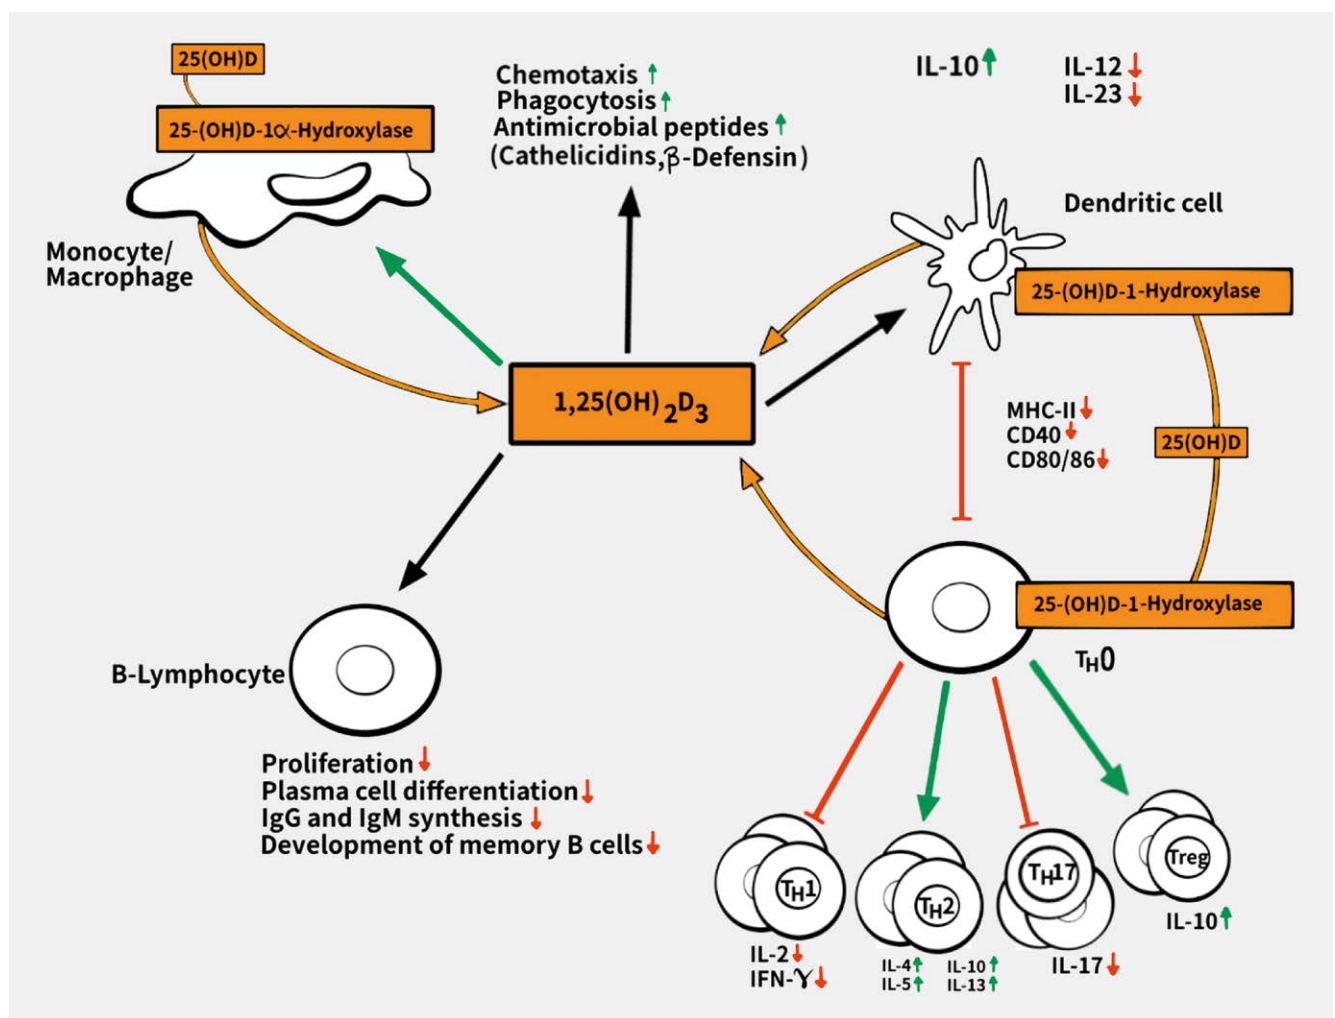 25(OH)D
25-(OH)D-1α-Hydroxylase
Monocyte/
Macrophage
Chemotaxis ↑
Phagocytosis ↑
Antimicrobial peptides ↑
(Cathelicidins, β-Defensin)
IL-10 ↑
IL-12 ↓
IL-23 ↓
Dendritic cell
25-(OH)D-1-Hydroxylase
1,25(OH) 2D3
MHC-II ↓
CD40 ↓
CD80/86 ↓
25(OH)D
25-(OH)D-1-Hydroxylase
TH0
B-Lymphocyte
Proliferation ↓
Plasma cell differentiation ↓
IgG and IgM synthesis ↓
Development of memory B cells ↓
TH1
IL-2 ↓
IFN-γ ↓
TH2
IL-4 ↑ IL-10 ↑
IL-5 ↑ IL-13 ↑
TH17
IL-17 ↓
Treg
IL-10 ↑